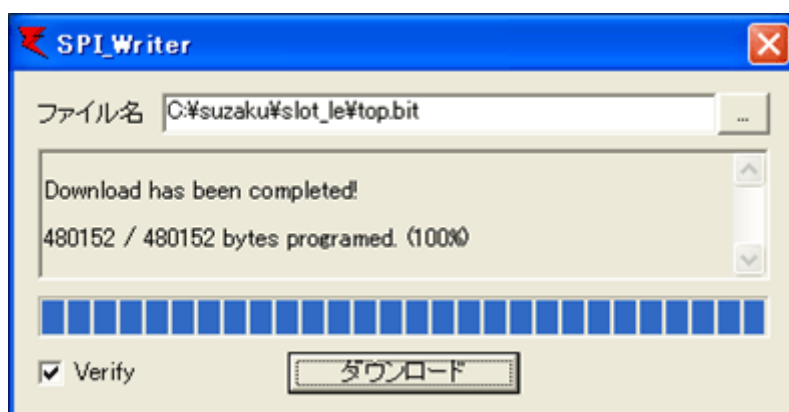 SPI_Writer
ファイル名 C:¥suzaku¥slot_le¥top.bit ...
Download has been completed!
480152 / 480152 bytes programed. (100%)
Verify ダウンロード